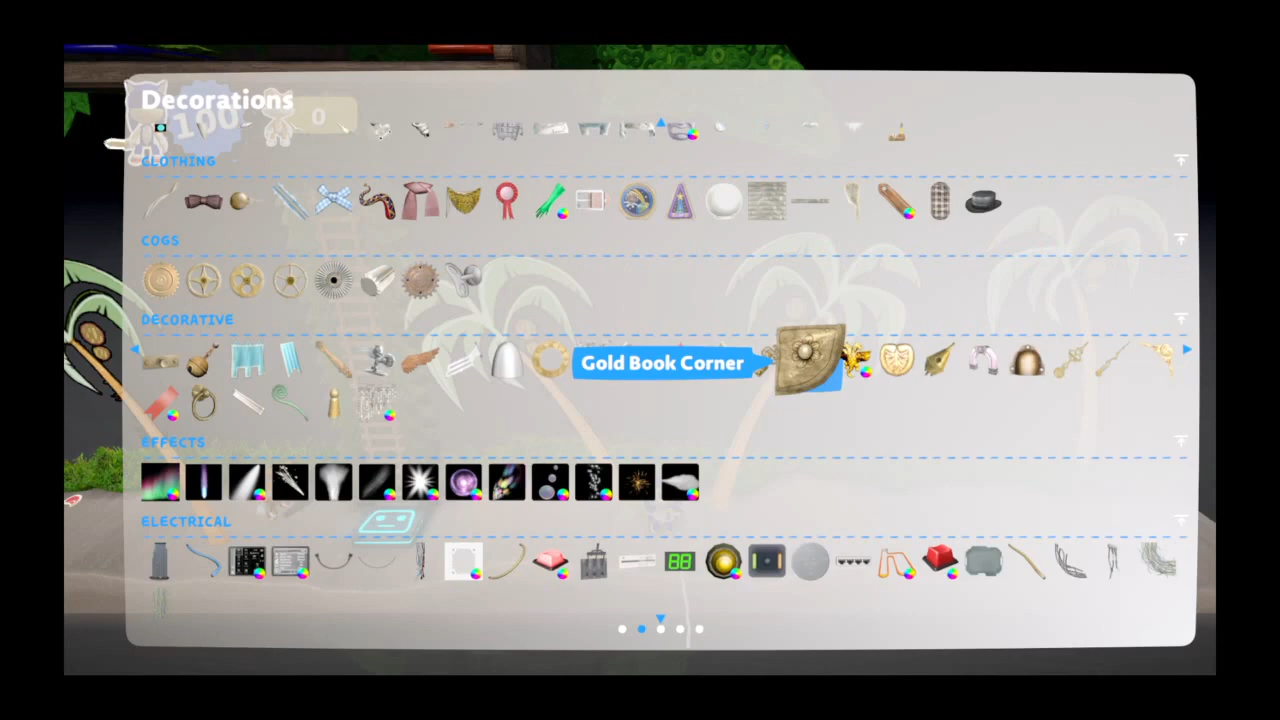 Decorations
100
0
CLOTHING
COGS
DECORATIVE
Gold Book Corner
EFFECTS
ELECTRICAL
88